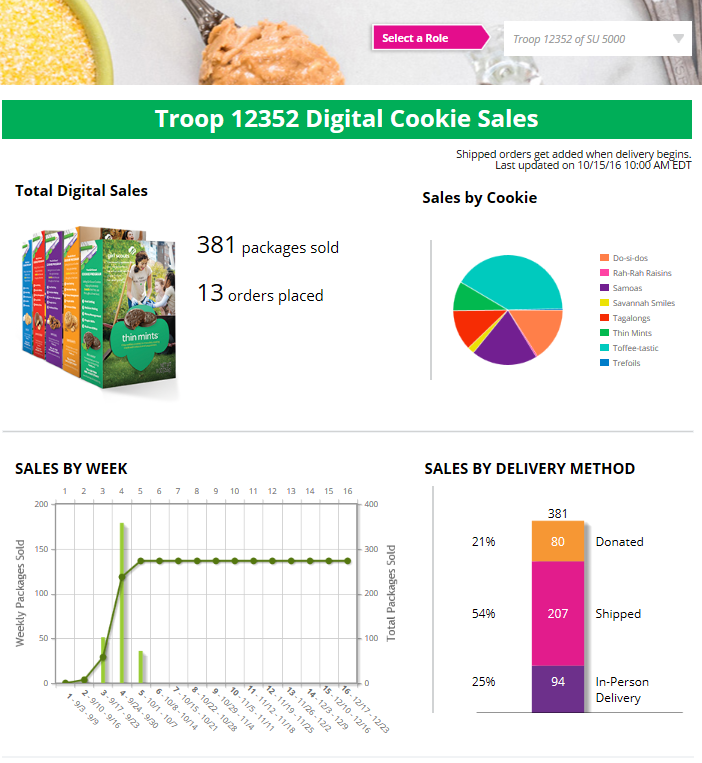 Select a Role
Troop 12352 of SU 5000
Troop 12352 Digital Cookie Sales
Shipped orders get added when delivery begins.
Last updated on 10/15/16 10:00 AM EDT
Total Digital Sales
girl scouts
thin mints
381 packages sold
13 orders placed
Sales by Cookie
Do-si-dos
Rah-Rah Raisins
Samoas
Savannah Smiles
Tagalongs
Thin Mints
Toffee-tastic
Trefoils
SALES BY WEEK
1 2 3 4 5 6 7 8 9 10 11 12 13 14 15 16
Weekly Packages Sold
200
150
100
50
0
400
300
200
100
0
Total Packages Sold
1 - 9/3 - 9/9
2 - 9/10 - 9/16
3 - 9/17 - 9/23
4 - 9/24 - 9/30
5 - 10/1 - 10/7
6 - 10/8 - 10/14
7 - 10/15 - 10/21
8 - 10/22 - 10/28
9 - 10/29 - 11/4
10 - 11/5 - 11/11
11 - 11/12 - 11/18
12 - 11/19 - 11/25
13 - 11/26 - 12/2
14 - 12/3 - 12/9
15 - 12/10 - 12/16
16 - 12/17 - 12/23
SALES BY DELIVERY METHOD
381
21% 80 Donated
54% 207 Shipped
25% 94 In-Person
Delivery